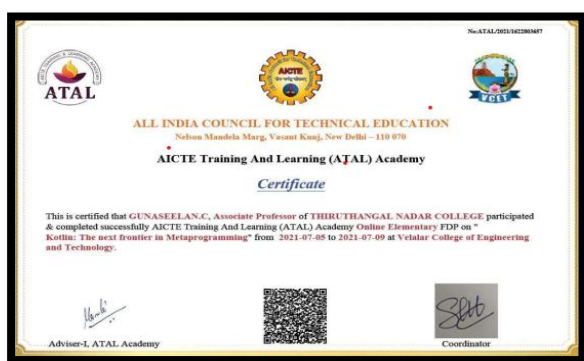 No:ATAL/2021/1622803687
ATAL
AICTE
VCET
ALL INDIA COUNCIL FOR TECHNICAL EDUCATION
Nelson Mandela Marg, Vasant Kunj, New Delhi – 110 070
AICTE Training And Learning (ATAL) Academy
Certificate
This is certified that GUNASEELAN.C, Associate Professor of THIRUTHANGAL NADAR COLLEGE participated
& completed successfully AICTE Training And Learning (ATAL) Academy Online Elementary FDP on "
Kotlin: The next frontier in Metaprogramming" from 2021-07-05 to 2021-07-09 at Velalar College of Engineering
and Technology.
Adviser-I, ATAL Academy
Coordinator